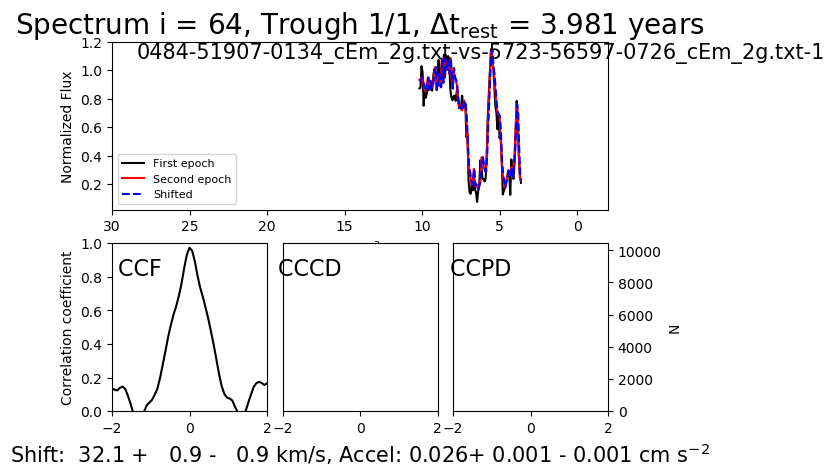 Spectrum i = 64, Trough 1/1, Δt_rest = 3.981 years
0484-51907-0134_cEm_2g.txt-vs-5723-56597-0726_cEm_2g.txt-1
Normalized Flux
1.2
1.0
0.8
0.6
0.4
0.2
First epoch
Second epoch
Shifted
30 25 20 15 10 5 0
Correlation coefficient
1.0
0.8
0.6
0.4
0.2
0.0
CCF
CCCD
CCPD
10000
8000
6000
4000
2000
0
N
−2 0 2
−2 0 2
−2 0 2
Shift: 32.1 + 0.9 - 0.9 km/s, Accel: 0.026+ 0.001 - 0.001 cm s⁻²